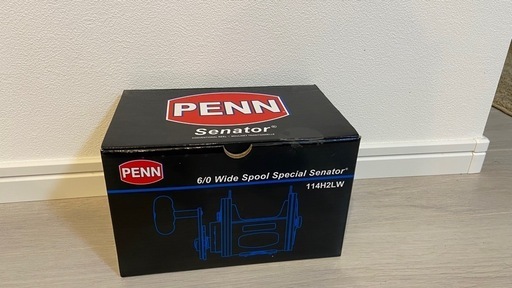 PENN
Senator®
PENN
6/0 Wide Spool Special Senator®
114H2LW